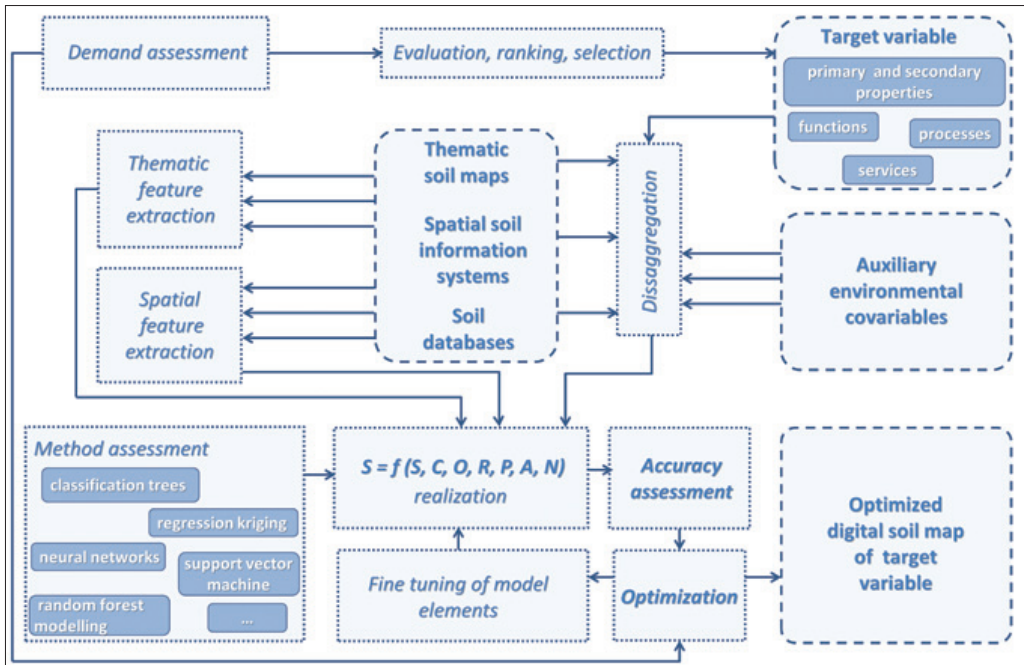 Demand assessment
Evaluation, ranking, selection
Target variable
primary and secondary
properties
functions
processes
services
Thematic
feature
extraction
Thematic
soil maps
Spatial soil
information
systems
Soil
databases
Dissaggregation
Auxiliary
environmental
covariables
Spatial
feature
extraction
Method assessment
classification trees
regression kriging
neural networks
support vector
machine
random forest
modelling
...
S = f (S, C, O, R, P, A, N)
realization
Accuracy
assessment
Fine tuning of model
elements
Optimization
Optimized
digital soil map
of target
variable